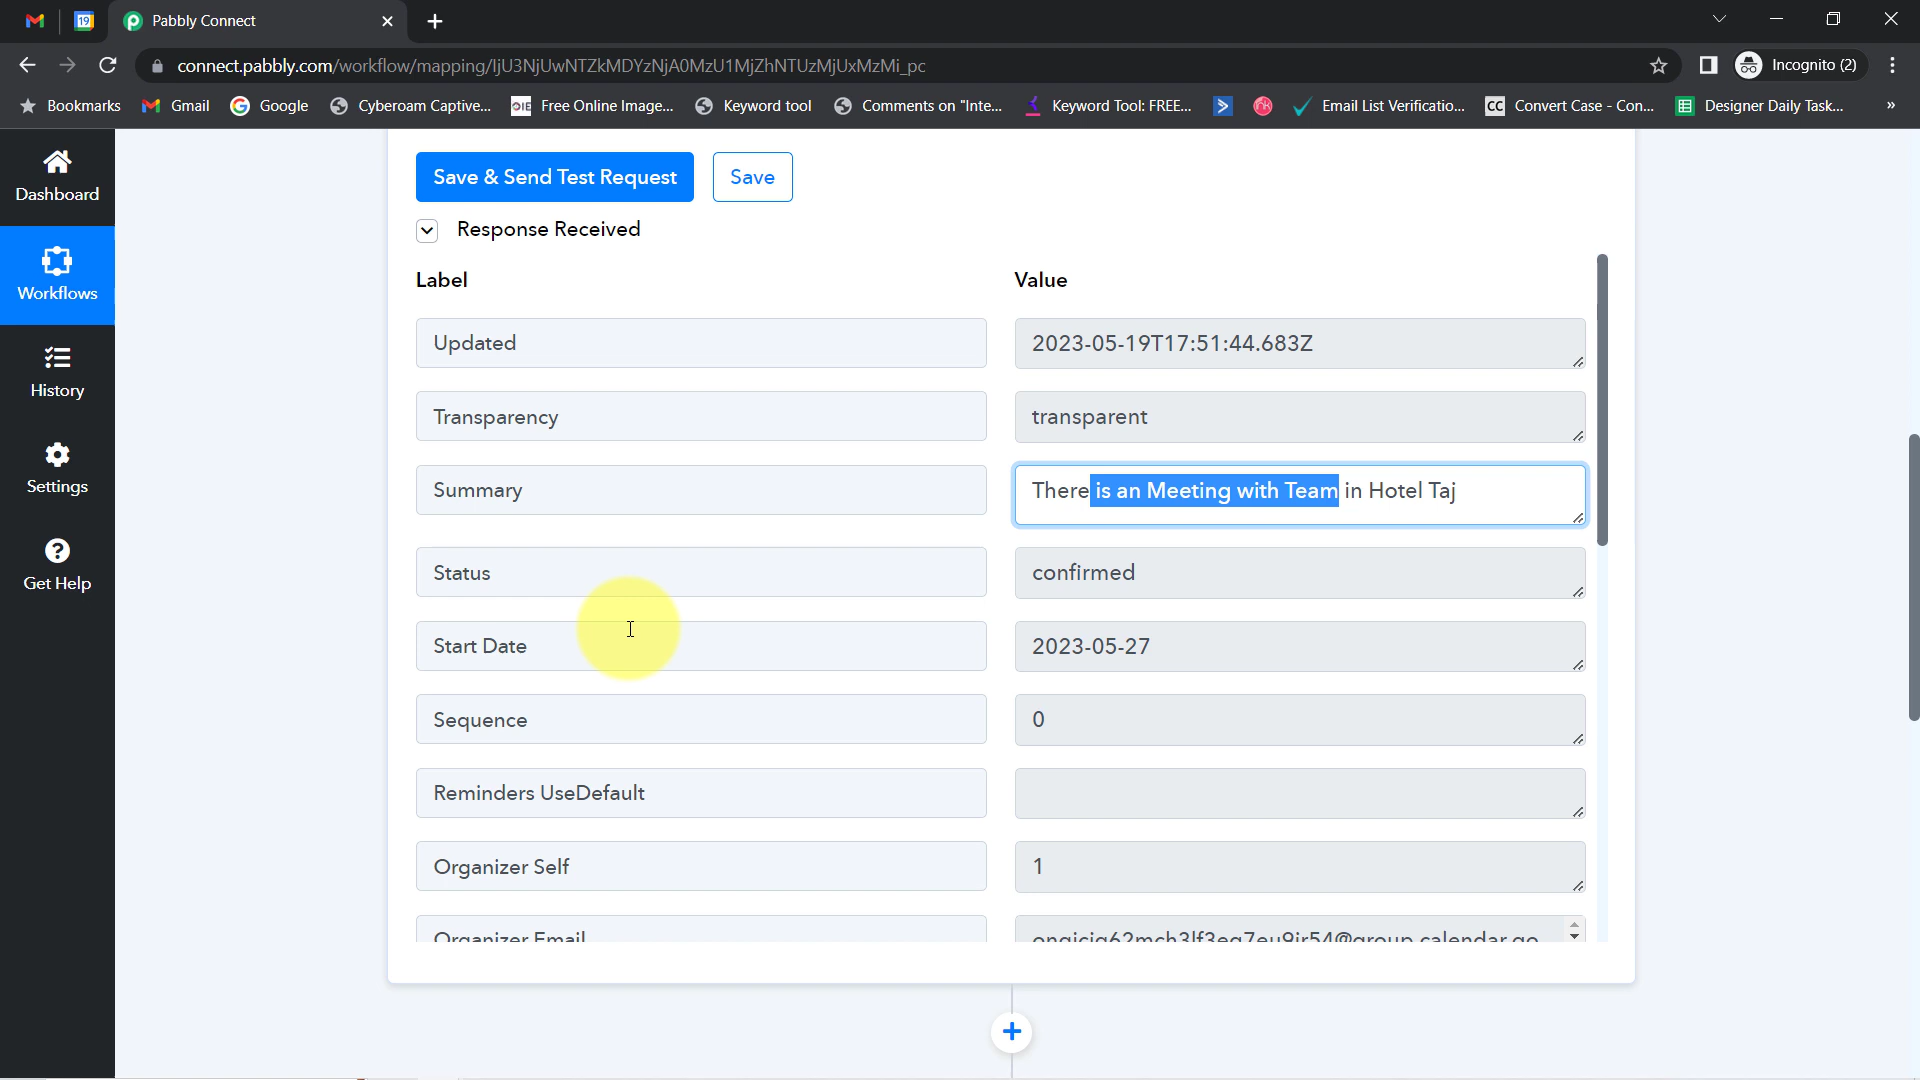 19
Pabbly Connect
connect.pabbly.com/workflow/mapping/IjU3NjUwNTZkMDYzNjA0MzU1MjZhNTUzMjUxMzMi_pc
Incognito (2)
Bookmarks
Gmail
Google
Cyberoam Captive...
OIE Free Online Image...
Keyword tool
Comments on "Inte...
Keyword Tool: FREE...
Email List Verificatio...
CC Convert Case - Con...
Designer Daily Task...
»
Dashboard
Workflows
History
Settings
Get Help
Save & Send Test Request
Save
Response Received
Label
Value
Updated
2023-05-19T17:51:44.683Z
Transparency
transparent
Summary
There is an Meeting with Team in Hotel Taj
Status
confirmed
Start Date
2023-05-27
Sequence
0
Reminders UseDefault
Organizer Self
1
Organizer Email